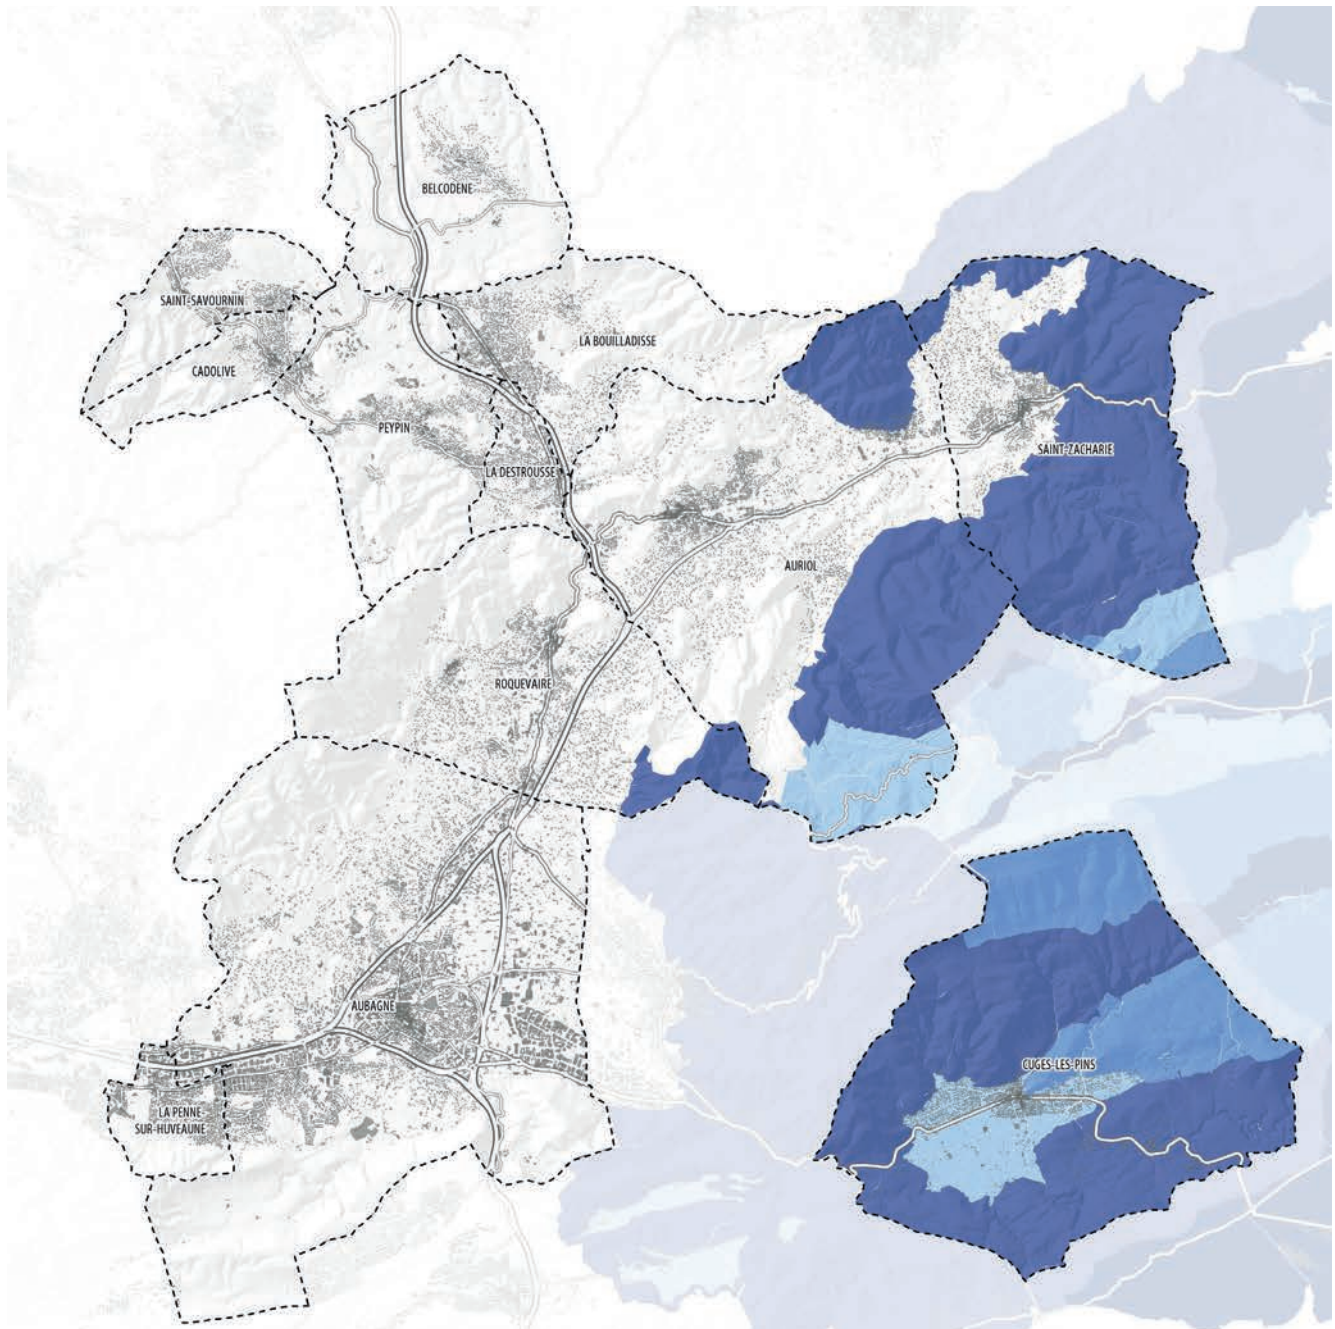 BELCODENE
SAINT-SAVOURNIN
LA BOUILLADISSE
CADOLIVE
PEYPIN
SAINT-ZACHARIE
LA DESTROUSSE
AURIOL
ROQUEVAIRE
AUBAGNE
CUGES-LES-PINS
LA PENNE-
SUR-HUVEAUNE